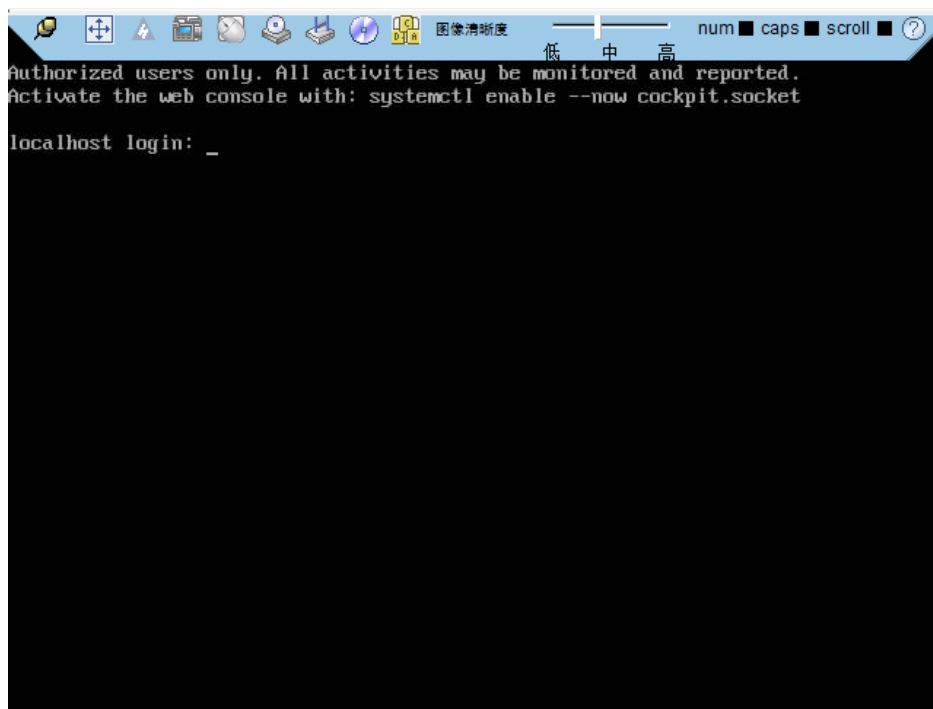 图像清晰度 低 中 高 num caps scroll ?
Authorized users only. All activities may be monitored and reported.
Activate the web console with: systemctl enable --now cockpit.socket
localhost login: _